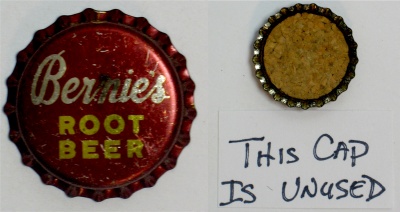 Bernie's
ROOT
BEER
THIS CAP
IS UNUSED